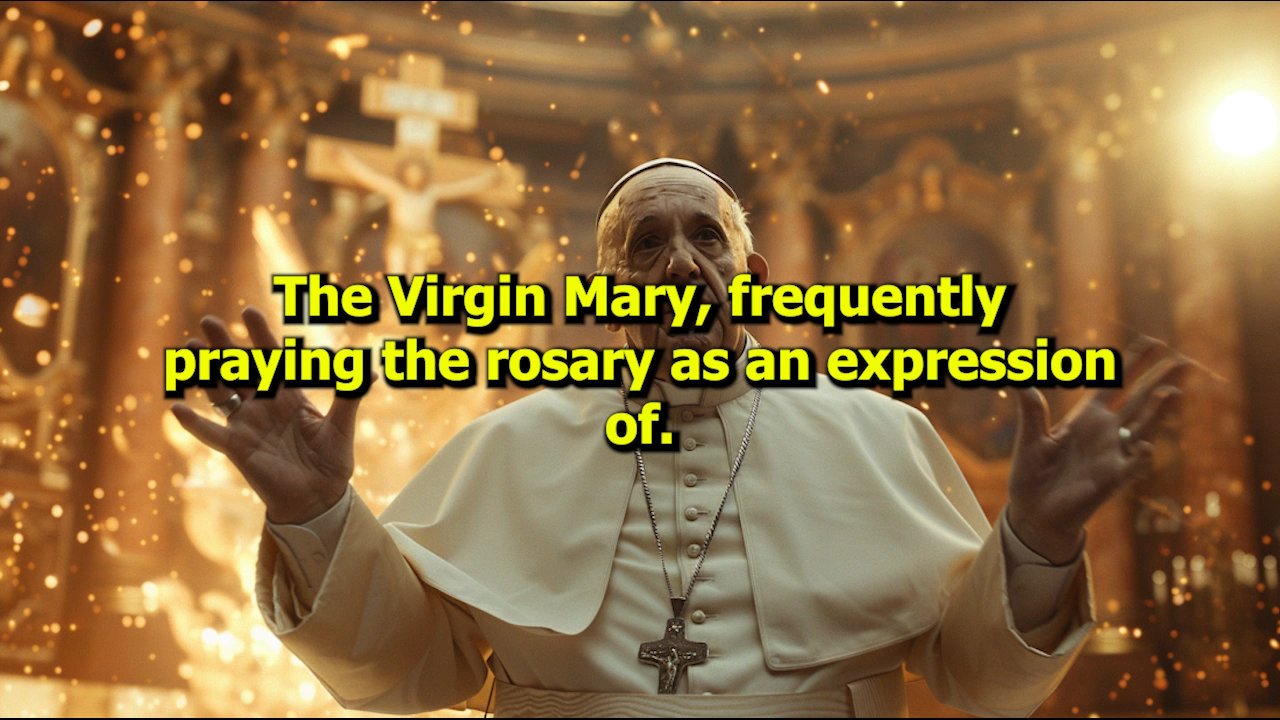 The Virgin Mary, frequently
praying the rosary as an expression
of.